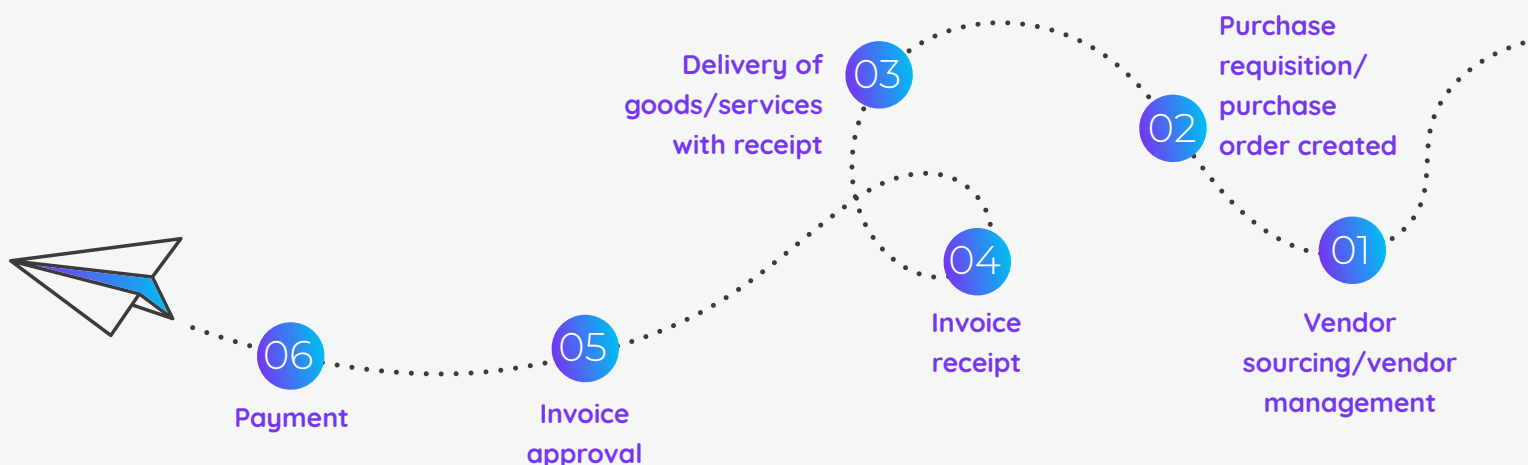 01
Vendor
sourcing/vendor
management
02
Purchase
requisition/
purchase
order created
03
Delivery of
goods/services
with receipt
04
Invoice
receipt
05
Invoice
approval
06
Payment